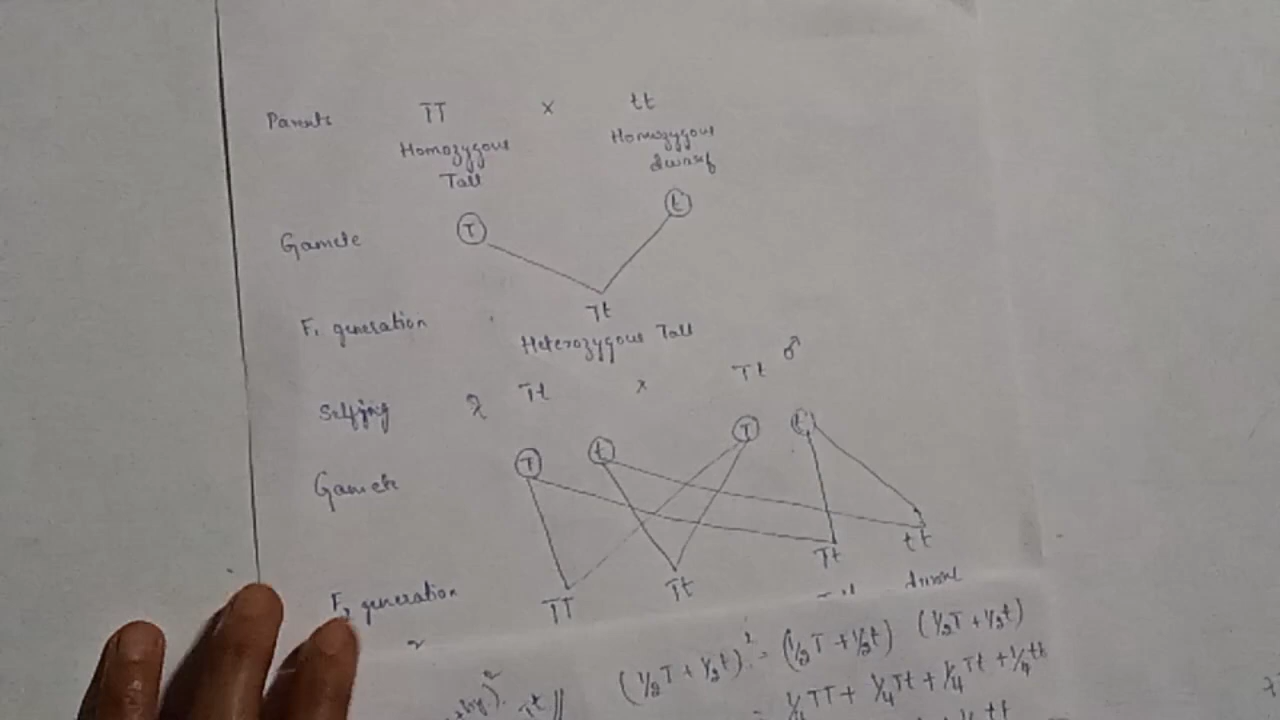 Parents TT x tt
Homozygous Homozygous
Tall dwarf
Gamete T t
F1 generation Tt
Heterozygous Tall
Selfing ♀ Tt x Tt ♂
Gamete T t T t
F2 generation TT Tt Tt tt
dwarf
(1/2T + 1/2t)² = (1/2T + 1/2t) (1/2T + 1/2t)
Tt = 1/4TT + 1/4Tt + 1/4Tt + 1/4tt
tt